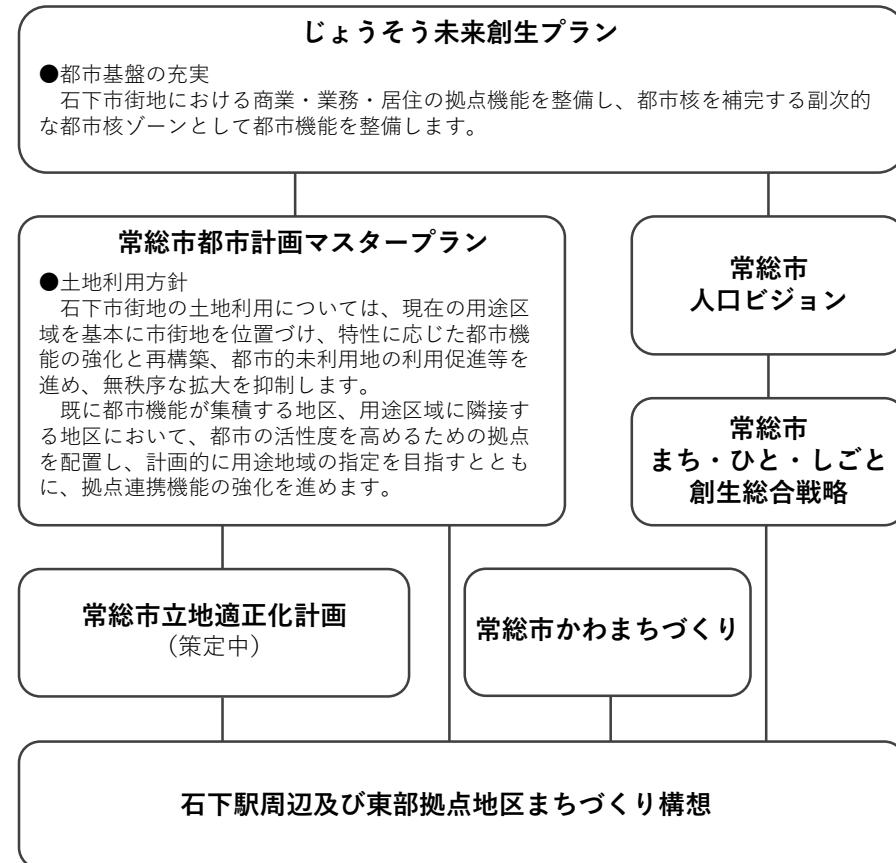 じょうそう未来創生プラン
●都市基盤の充実
　石下市街地における商業・業務・居住の拠点機能を整備し、都市核を補完する副次的
な都市核ゾーンとして都市機能を整備します。
常総市都市計画マスタープラン
●土地利用方針
　石下市街地の土地利用については、現在の用途区
域を基本に市街地を位置づけ、特性に応じた都市機
能の強化と再構築、都市的未利用地の利用促進等を
進め、無秩序な拡大を抑制します。
　既に都市機能が集積する地区、用途区域に隣接す
る地区において、都市の活性度を高めるための拠点
を配置し、計画的に用途地域の指定を目指すととも
に、拠点連携機能の強化を進めます。
常総市
人口ビジョン
常総市
まち・ひと・しごと
創生総合戦略
常総市立地適正化計画
（策定中）
常総市かわまちづくり
石下駅周辺及び東部拠点地区まちづくり構想